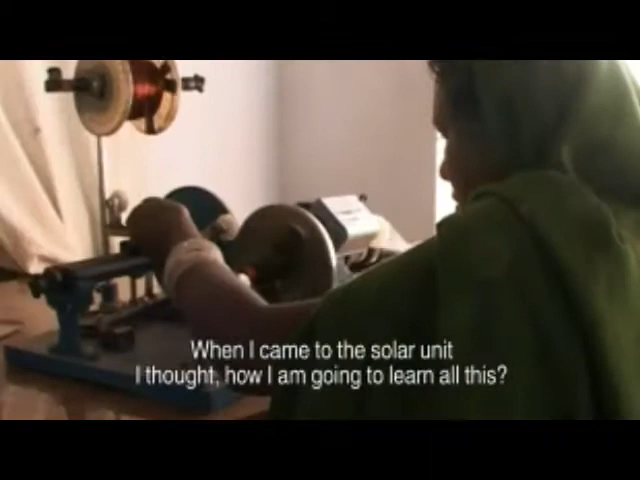 When I came to the solar unit
I thought, how I am going to learn all this?